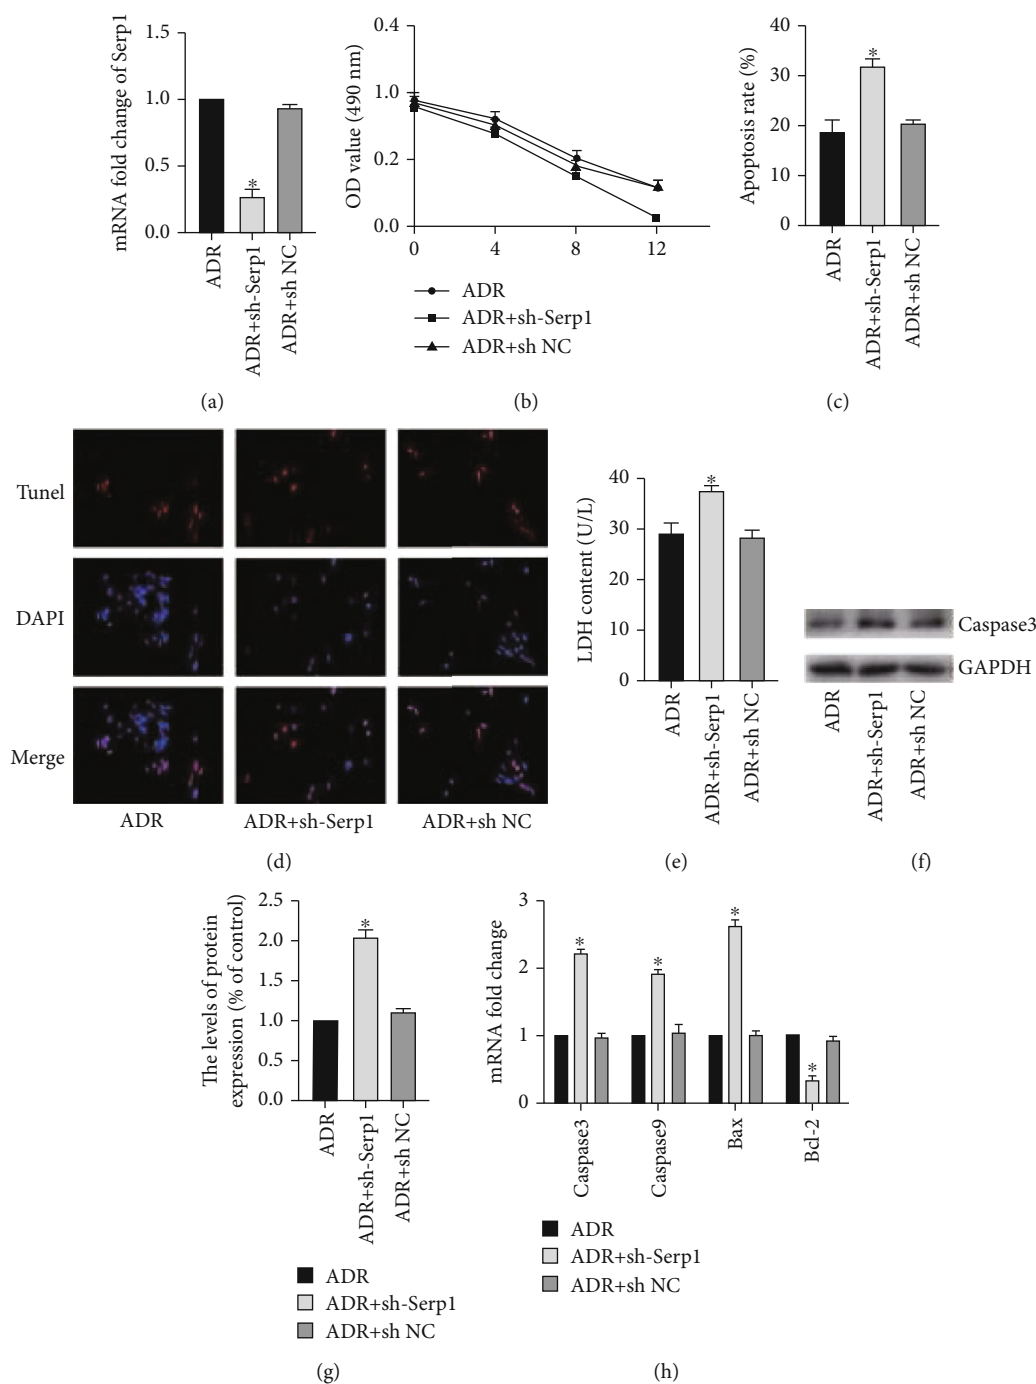 mRNA fold change of Serp1
1.5
1.0
0.5
0.0
*
ADR
ADR+sh-Serp1
ADR+sh NC
(a)
OD value (490 nm)
0.4
1.0
0.2
0.0
0
4
8
12
ADR
ADR+sh-Serp1
ADR+sh NC
(b)
Apoptosis rate (%)
40
30
20
10
0
*
ADR
ADR+sh-Serp1
ADR+sh NC
(c)
Tunel
DAPI
Merge
ADR
ADR+sh-Serp1
ADR+sh NC
(d)
LDH content (U/L)
40
30
20
10
0
*
ADR
ADR+sh-Serp1
ADR+sh NC
(e)
Caspase3
GAPDH
ADR
ADR+sh-Serp1
ADR+sh NC
(f)
The levels of protein
expression (% of control)
2.5
2.0
1.5
1.0
0.5
0.0
*
ADR
ADR+sh-Serp1
ADR+sh NC
ADR
ADR+sh-Serp1
ADR+sh NC
(g)
mRNA fold change
3
2
1
0
*
*
*
*
Caspase3
Caspase9
Bax
Bcl-2
ADR
ADR+sh-Serp1
ADR+sh NC
(h)